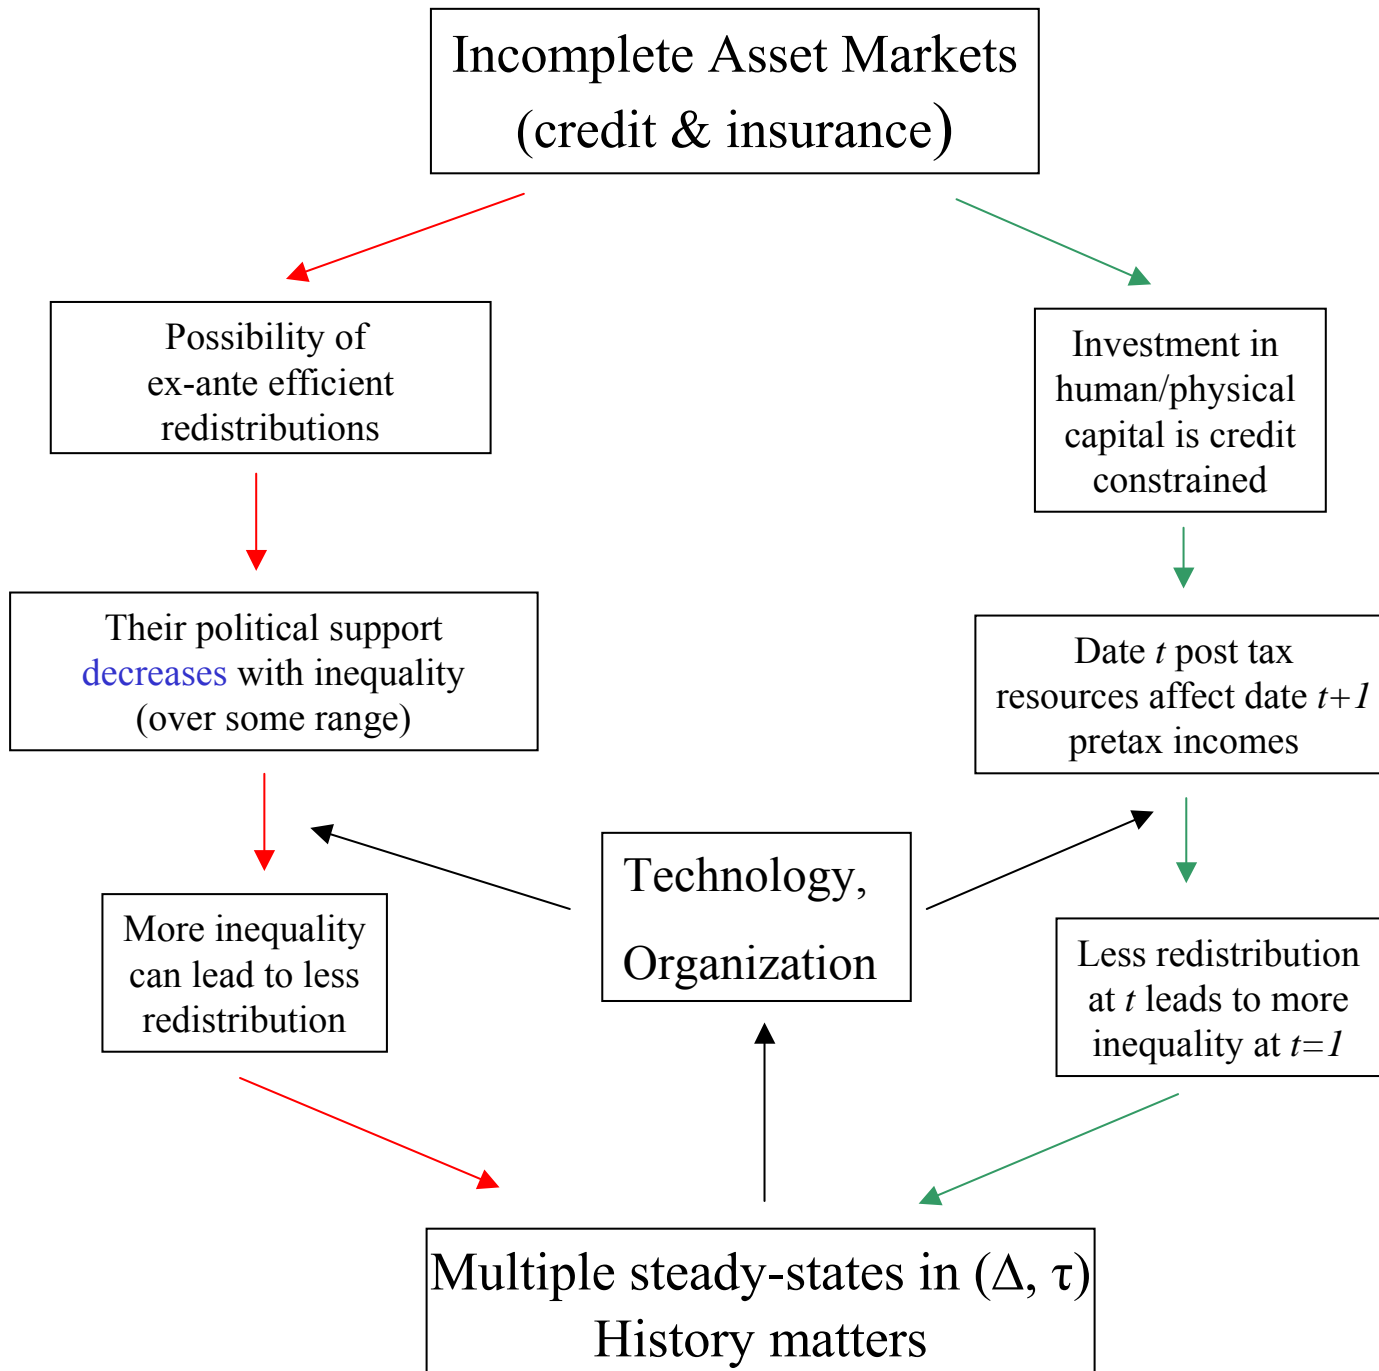 Incomplete Asset Markets
(credit & insurance)
Possibility of
ex-ante efficient
redistributions
Investment in
human/physical
capital is credit
constrained
Their political support
decreases with inequality
(over some range)
Date t post tax
resources affect date t+1
pretax incomes
Technology,
Organization
More inequality
can lead to less
redistribution
Less redistribution
at t leads to more
inequality at t=1
Multiple steady-states in (Δ, τ)
History matters